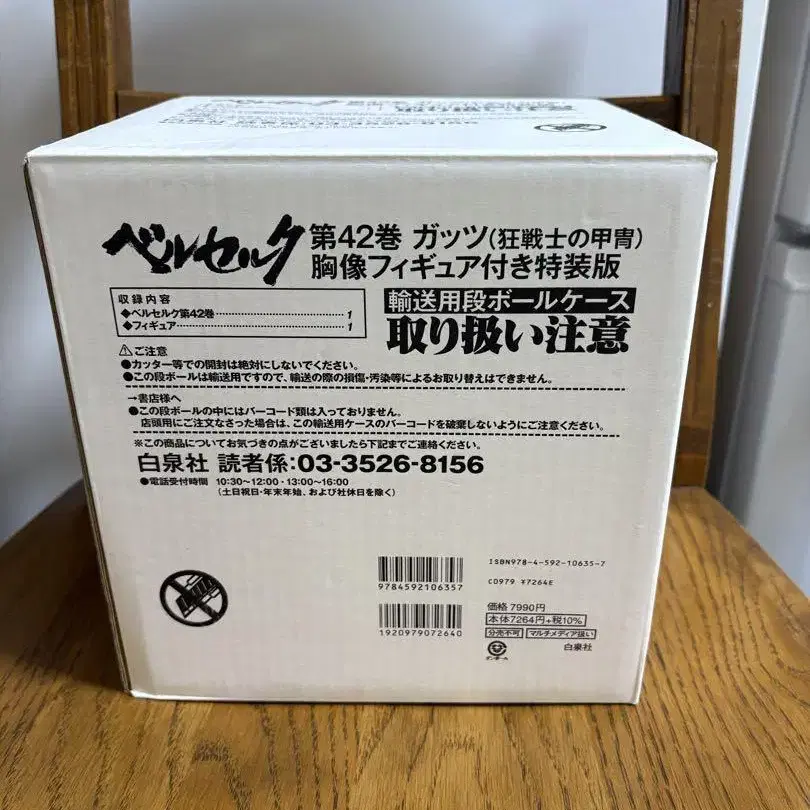 ベルセルク 第42巻 ガッツ(狂戦士の甲冑)
胸像フィギュア付き特装版
収録内容
◆ベルセルク第42巻……………………1
◆フィギュア……………………1
輸送用段ボールケース
取り扱い注意
⚠ご注意
●カッター等での開封は絶対にしないでください。
●この段ボールは輸送用ですので、輸送の際の損傷・汚染等によるお取り替えはできません。
→書店様へ
●この段ボールの中にはバーコード類は入っておりません。
店頭用にご注文なさった場合は、この輸送用ケースのバーコードを破棄しないようにご注意ください。
※この商品についてお気づきの点がございましたら下記までご連絡ください。
白泉社 読者係:03-3526-8156
●電話受付時間 10:30〜12:00・13:00〜16:00
(土日祝日・年末年始、および社休日を除く)
9784592106357
1920979072640
ISBN978-4-592-10635-7
C0979 ¥7264E
価格 7990円
本体7264円+税10%
分売不可 マルチメディア扱い
ダンボール 白泉社